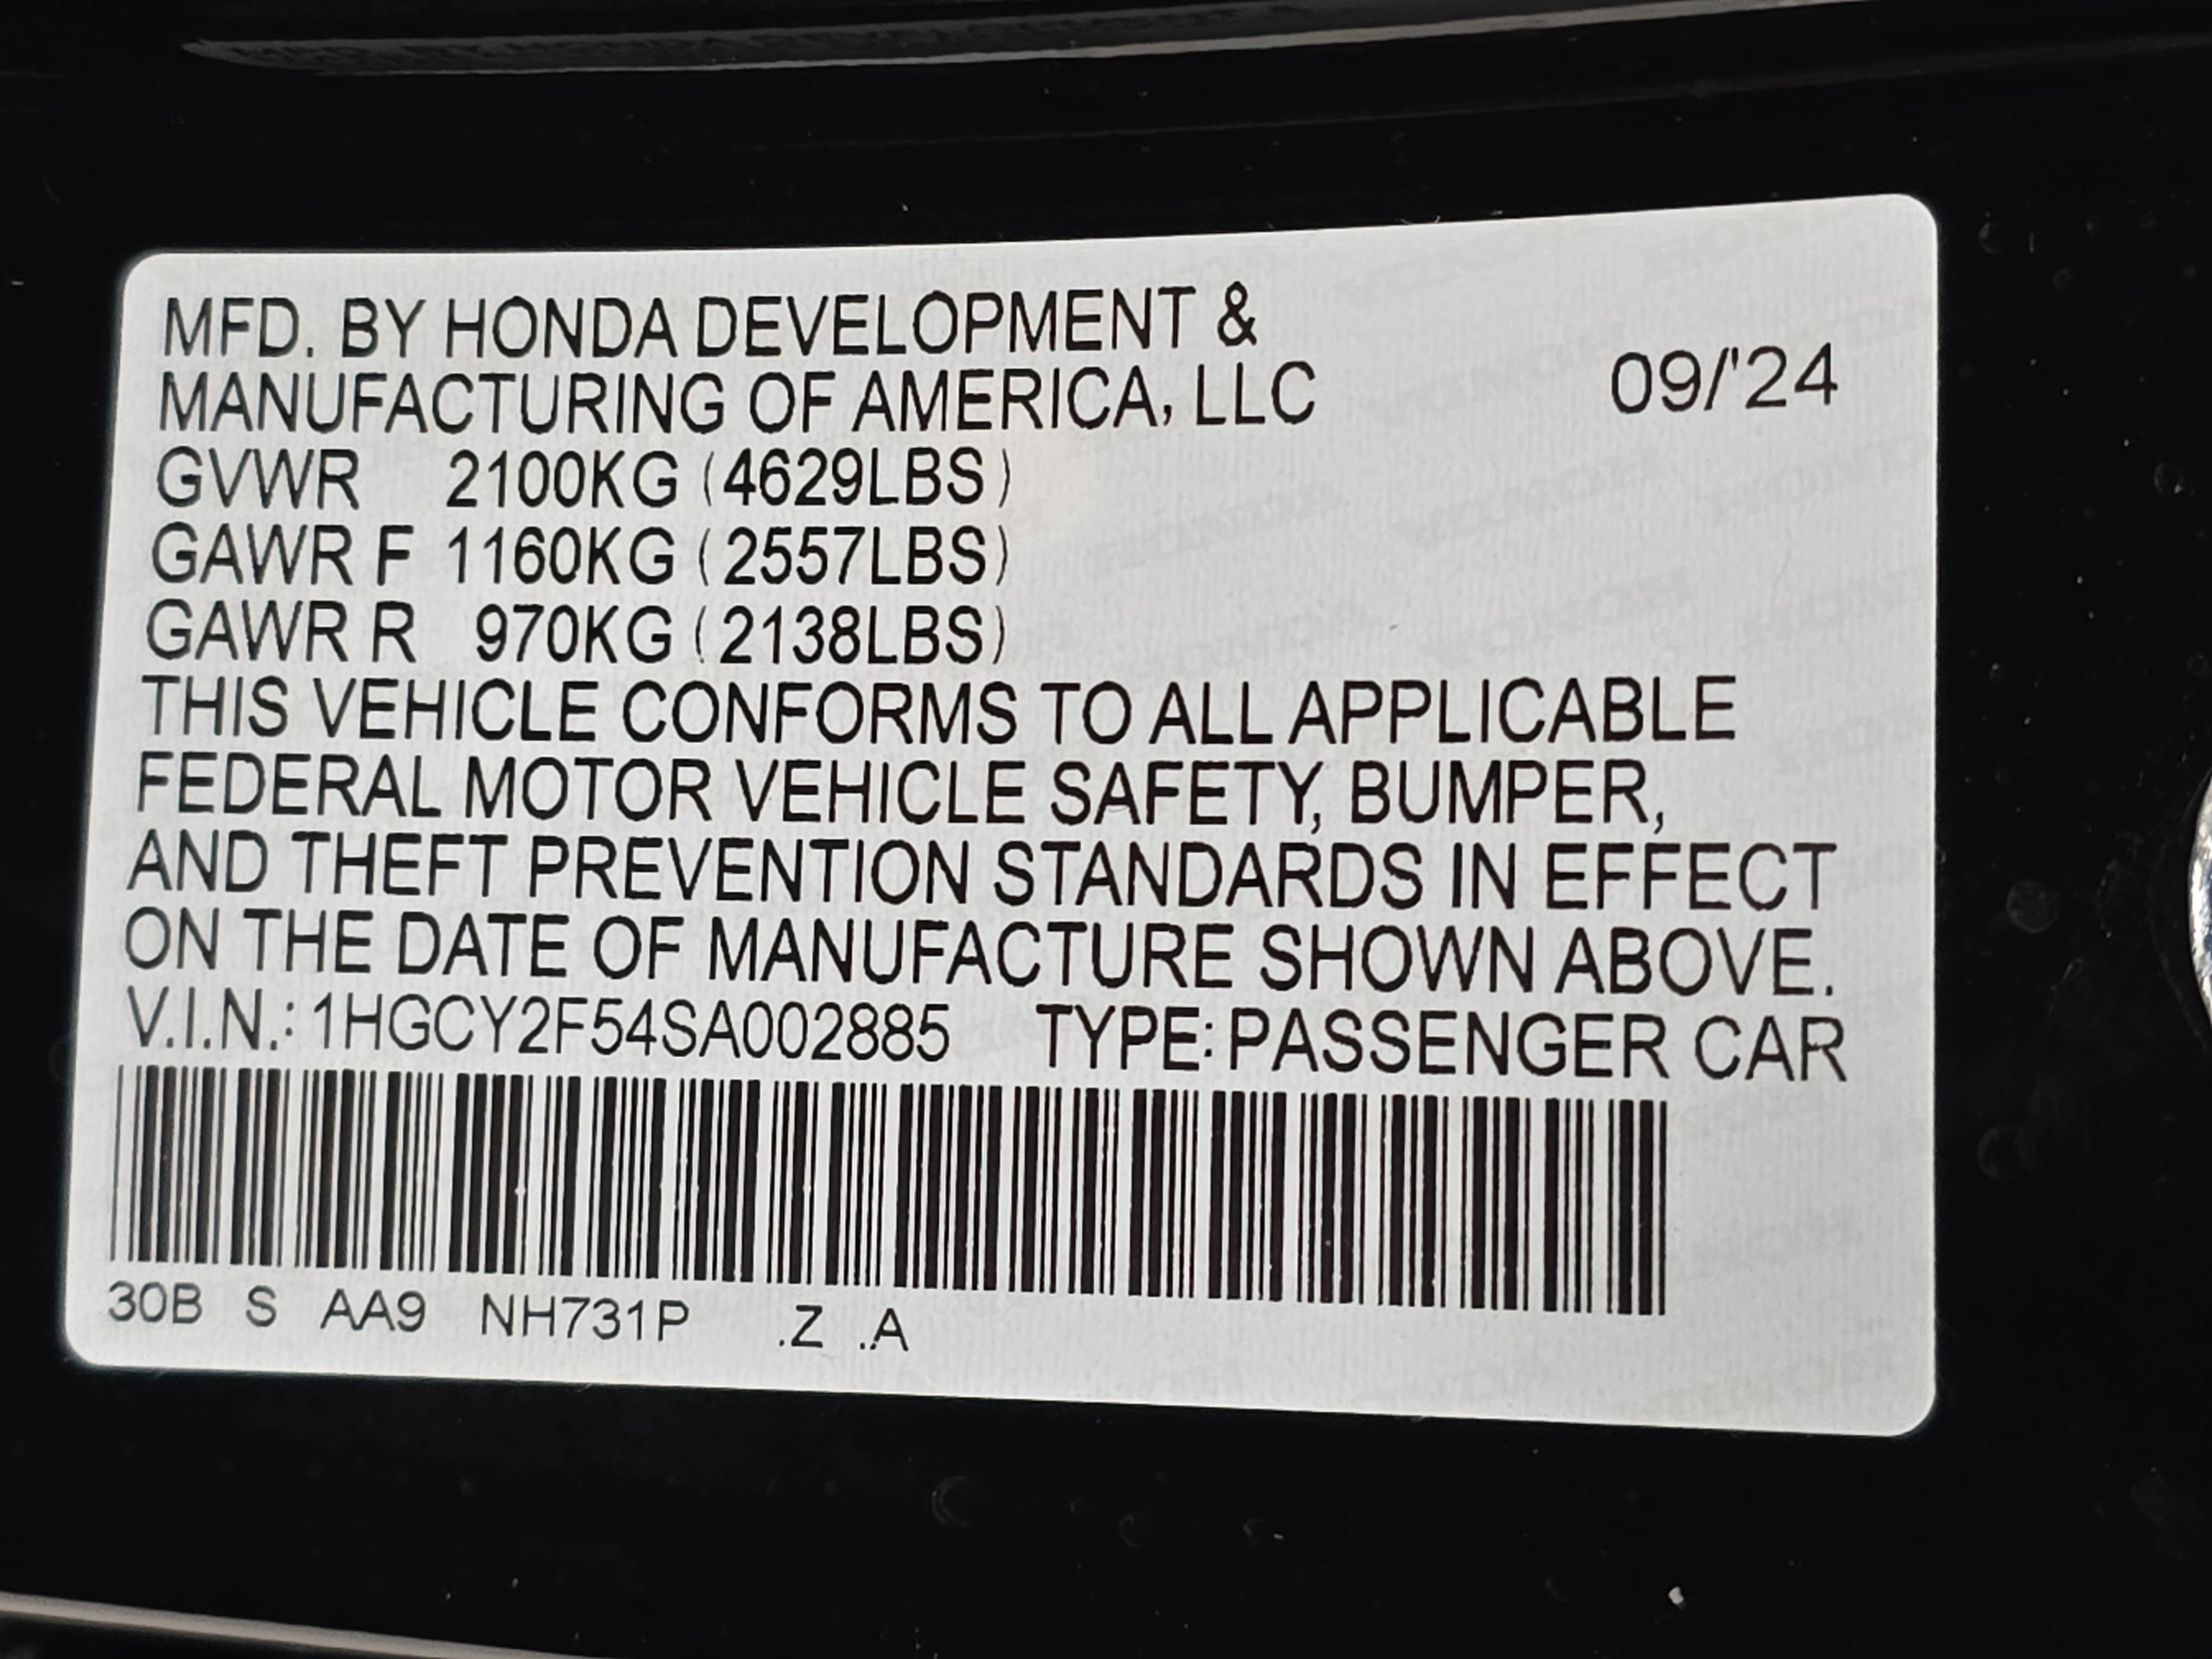 MFD. BY HONDA DEVELOPMENT &
MANUFACTURING OF AMERICA, LLC 09/'24
GVWR 2100KG (4629LBS)
GAWR F 1160KG (2557LBS)
GAWR R 970KG (2138LBS)
THIS VEHICLE CONFORMS TO ALL APPLICABLE
FEDERAL MOTOR VEHICLE SAFETY, BUMPER,
AND THEFT PREVENTION STANDARDS IN EFFECT
ON THE DATE OF MANUFACTURE SHOWN ABOVE.
V.I.N.: 1HGCY2F54SA002885 TYPE: PASSENGER CAR
30B S AA9 NH731P .Z ..A